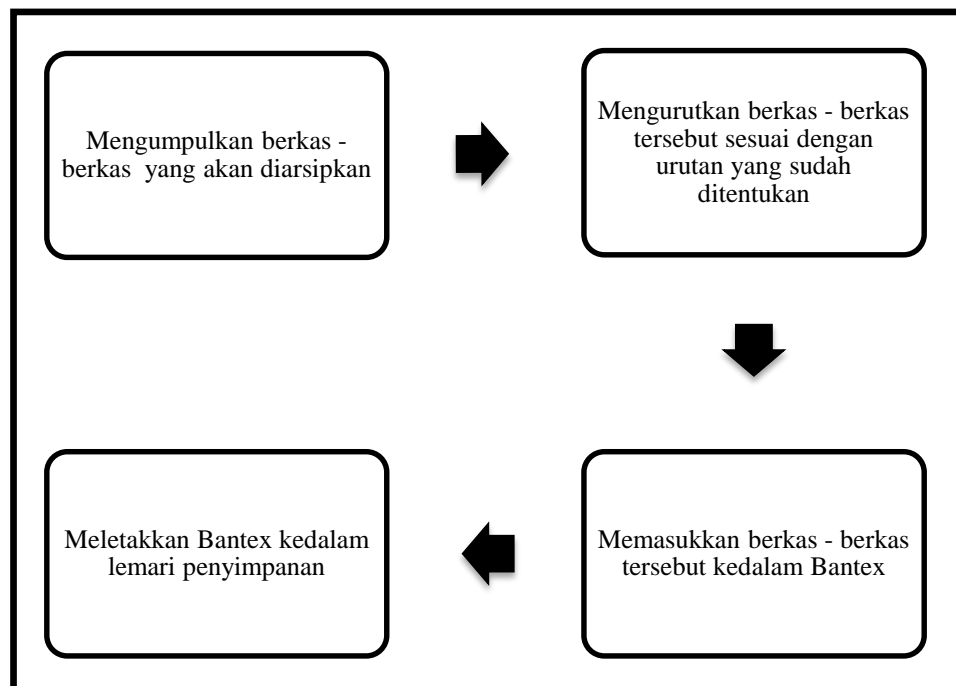 Mengumpulkan berkas -
berkas  yang akan diarsipkan
Mengurutkan berkas - berkas
tersebut sesuai dengan
urutan yang sudah
ditentukan
Memasukkan berkas - berkas
tersebut kedalam Bantex
Meletakkan Bantex kedalam
lemari penyimpanan